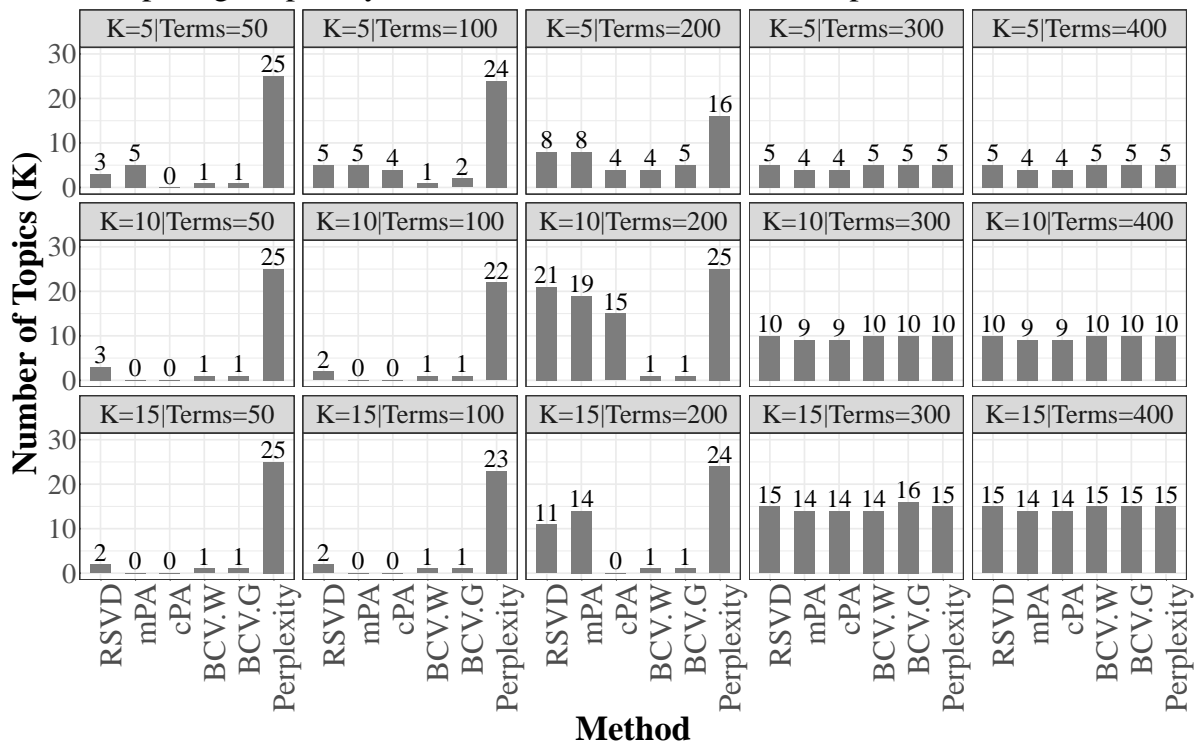 K=5|Terms=50 K=5|Terms=100 K=5|Terms=200 K=5|Terms=300 K=5|Terms=400
30
20
10
0
3 5 0 1 1 25
5 5 4 1 2 24
8 8 4 4 5 16
5 4 4 5 5 5
5 4 4 5 5 5
K=10|Terms=50 K=10|Terms=100 K=10|Terms=200 K=10|Terms=300 K=10|Terms=400
30
20
10
0
3 0 0 1 1 25
2 0 0 1 1 22
21 19 15 1 1 25
10 9 9 10 10 10
10 9 9 10 10 10
K=15|Terms=50 K=15|Terms=100 K=15|Terms=200 K=15|Terms=300 K=15|Terms=400
30
20
10
0
2 0 0 1 1 25
2 0 0 1 1 23
11 14 0 1 1 24
15 14 14 14 16 15
15 14 14 15 15 15
Number of Topics (K)
RSVD mPA cPA BCV.W BCV.G Perplexity
RSVD mPA cPA BCV.W BCV.G Perplexity
RSVD mPA cPA BCV.W BCV.G Perplexity
RSVD mPA cPA BCV.W BCV.G Perplexity
RSVD mPA cPA BCV.W BCV.G Perplexity
Method